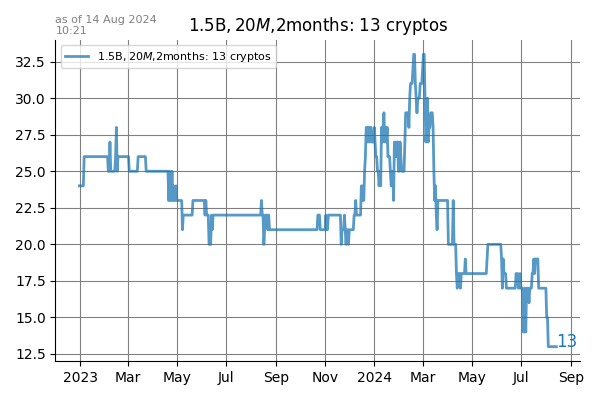 as of 14 Aug 2024
10:21
1.5B, 20M,2months: 13 cryptos
1.5B, 20M,2months: 13 cryptos
32.5
30.0
27.5
25.0
22.5
20.0
17.5
15.0
12.5
13
2023 Mar May Jul Sep Nov 2024 Mar May Jul Sep